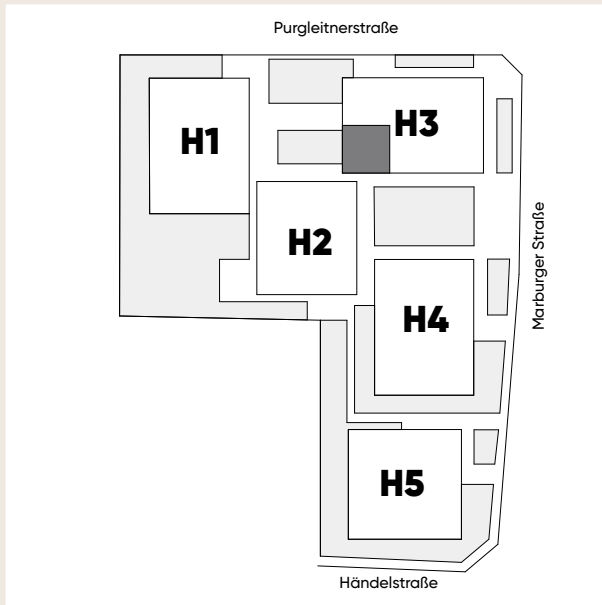 Purgleitnerstraße
H1
H3
H2
Marburger Straße
H4
H5
Händelstraße